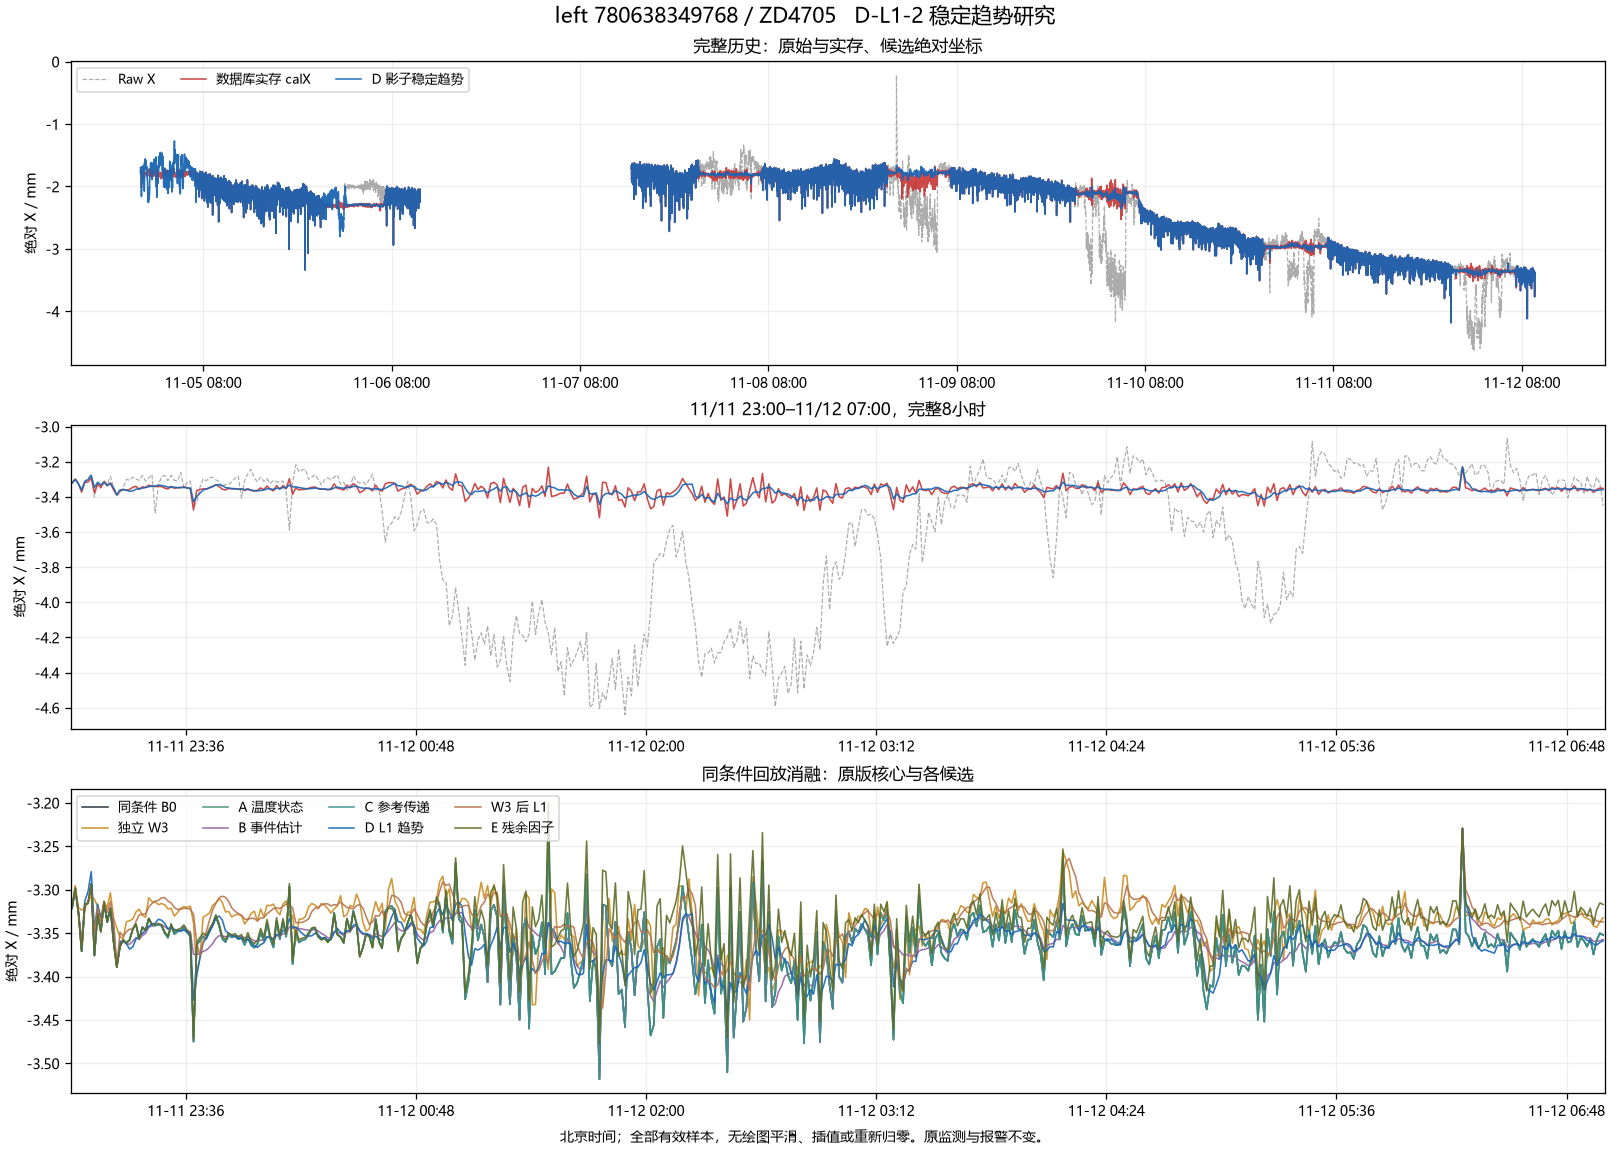 left 780638349768 / ZD4705   D-L1-2 稳定趋势研究
完整历史：原始与实存、候选绝对坐标
Raw X
数据库实存 calX
D 影子稳定趋势
绝对 X / mm
0
-1
-2
-3
-4
11-05 08:00
11-06 08:00
11-07 08:00
11-08 08:00
11-09 08:00
11-10 08:00
11-11 08:00
11-12 08:00
11/11 23:00–11/12 07:00，完整8小时
绝对 X / mm
-3.0
-3.2
-3.4
-3.6
-3.8
-4.0
-4.2
-4.4
-4.6
11-11 23:36
11-12 00:48
11-12 02:00
11-12 03:12
11-12 04:24
11-12 05:36
11-12 06:48
同条件回放消融：原版核心与各候选
同条件 B0
A 温度状态
C 参考传递
W3 后 L1
独立 W3
B 事件估计
D L1 趋势
E 残余因子
绝对 X / mm
-3.20
-3.25
-3.30
-3.35
-3.40
-3.45
-3.50
11-11 23:36
11-12 00:48
11-12 02:00
11-12 03:12
11-12 04:24
11-12 05:36
11-12 06:48
北京时间；全部有效样本，无绘图平滑、插值或重新归零。原监测与报警不变。